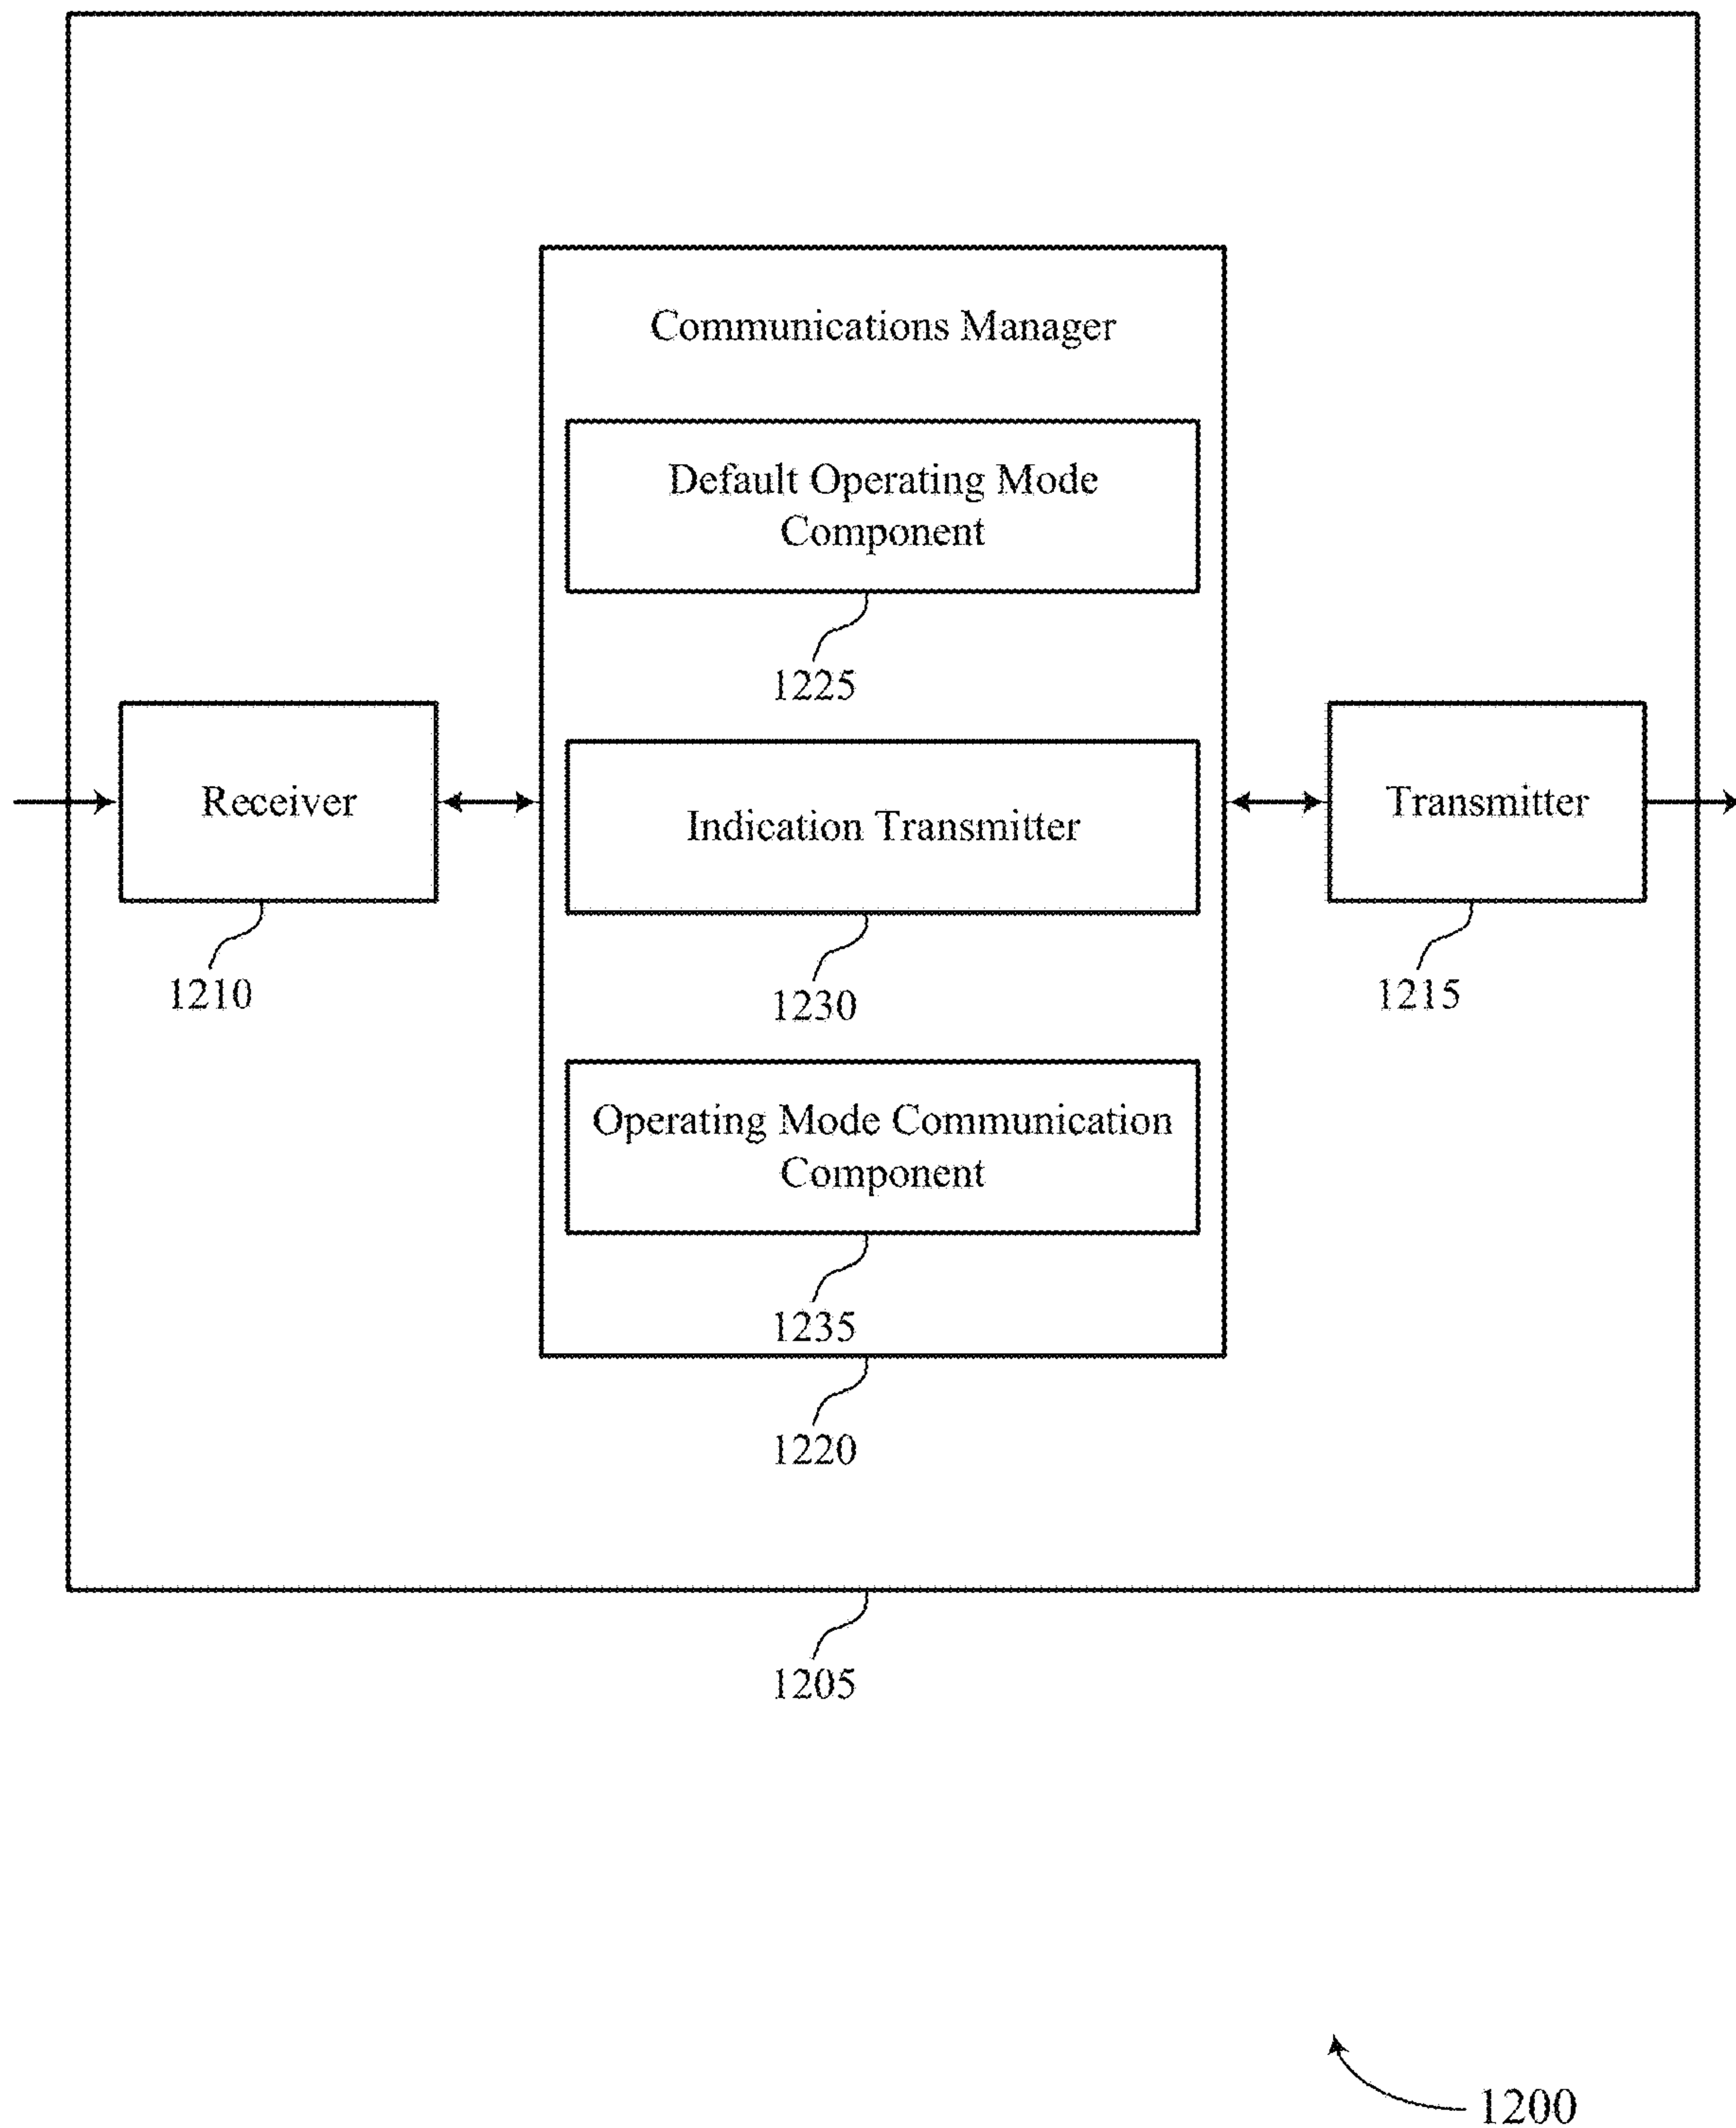 Communications Manager
Default Operating Mode
Component
1225
Receiver
1210
Indication Transmitter
1230
Transmitter
1215
Operating Mode Communication
Component
1235
1220
1205
1200